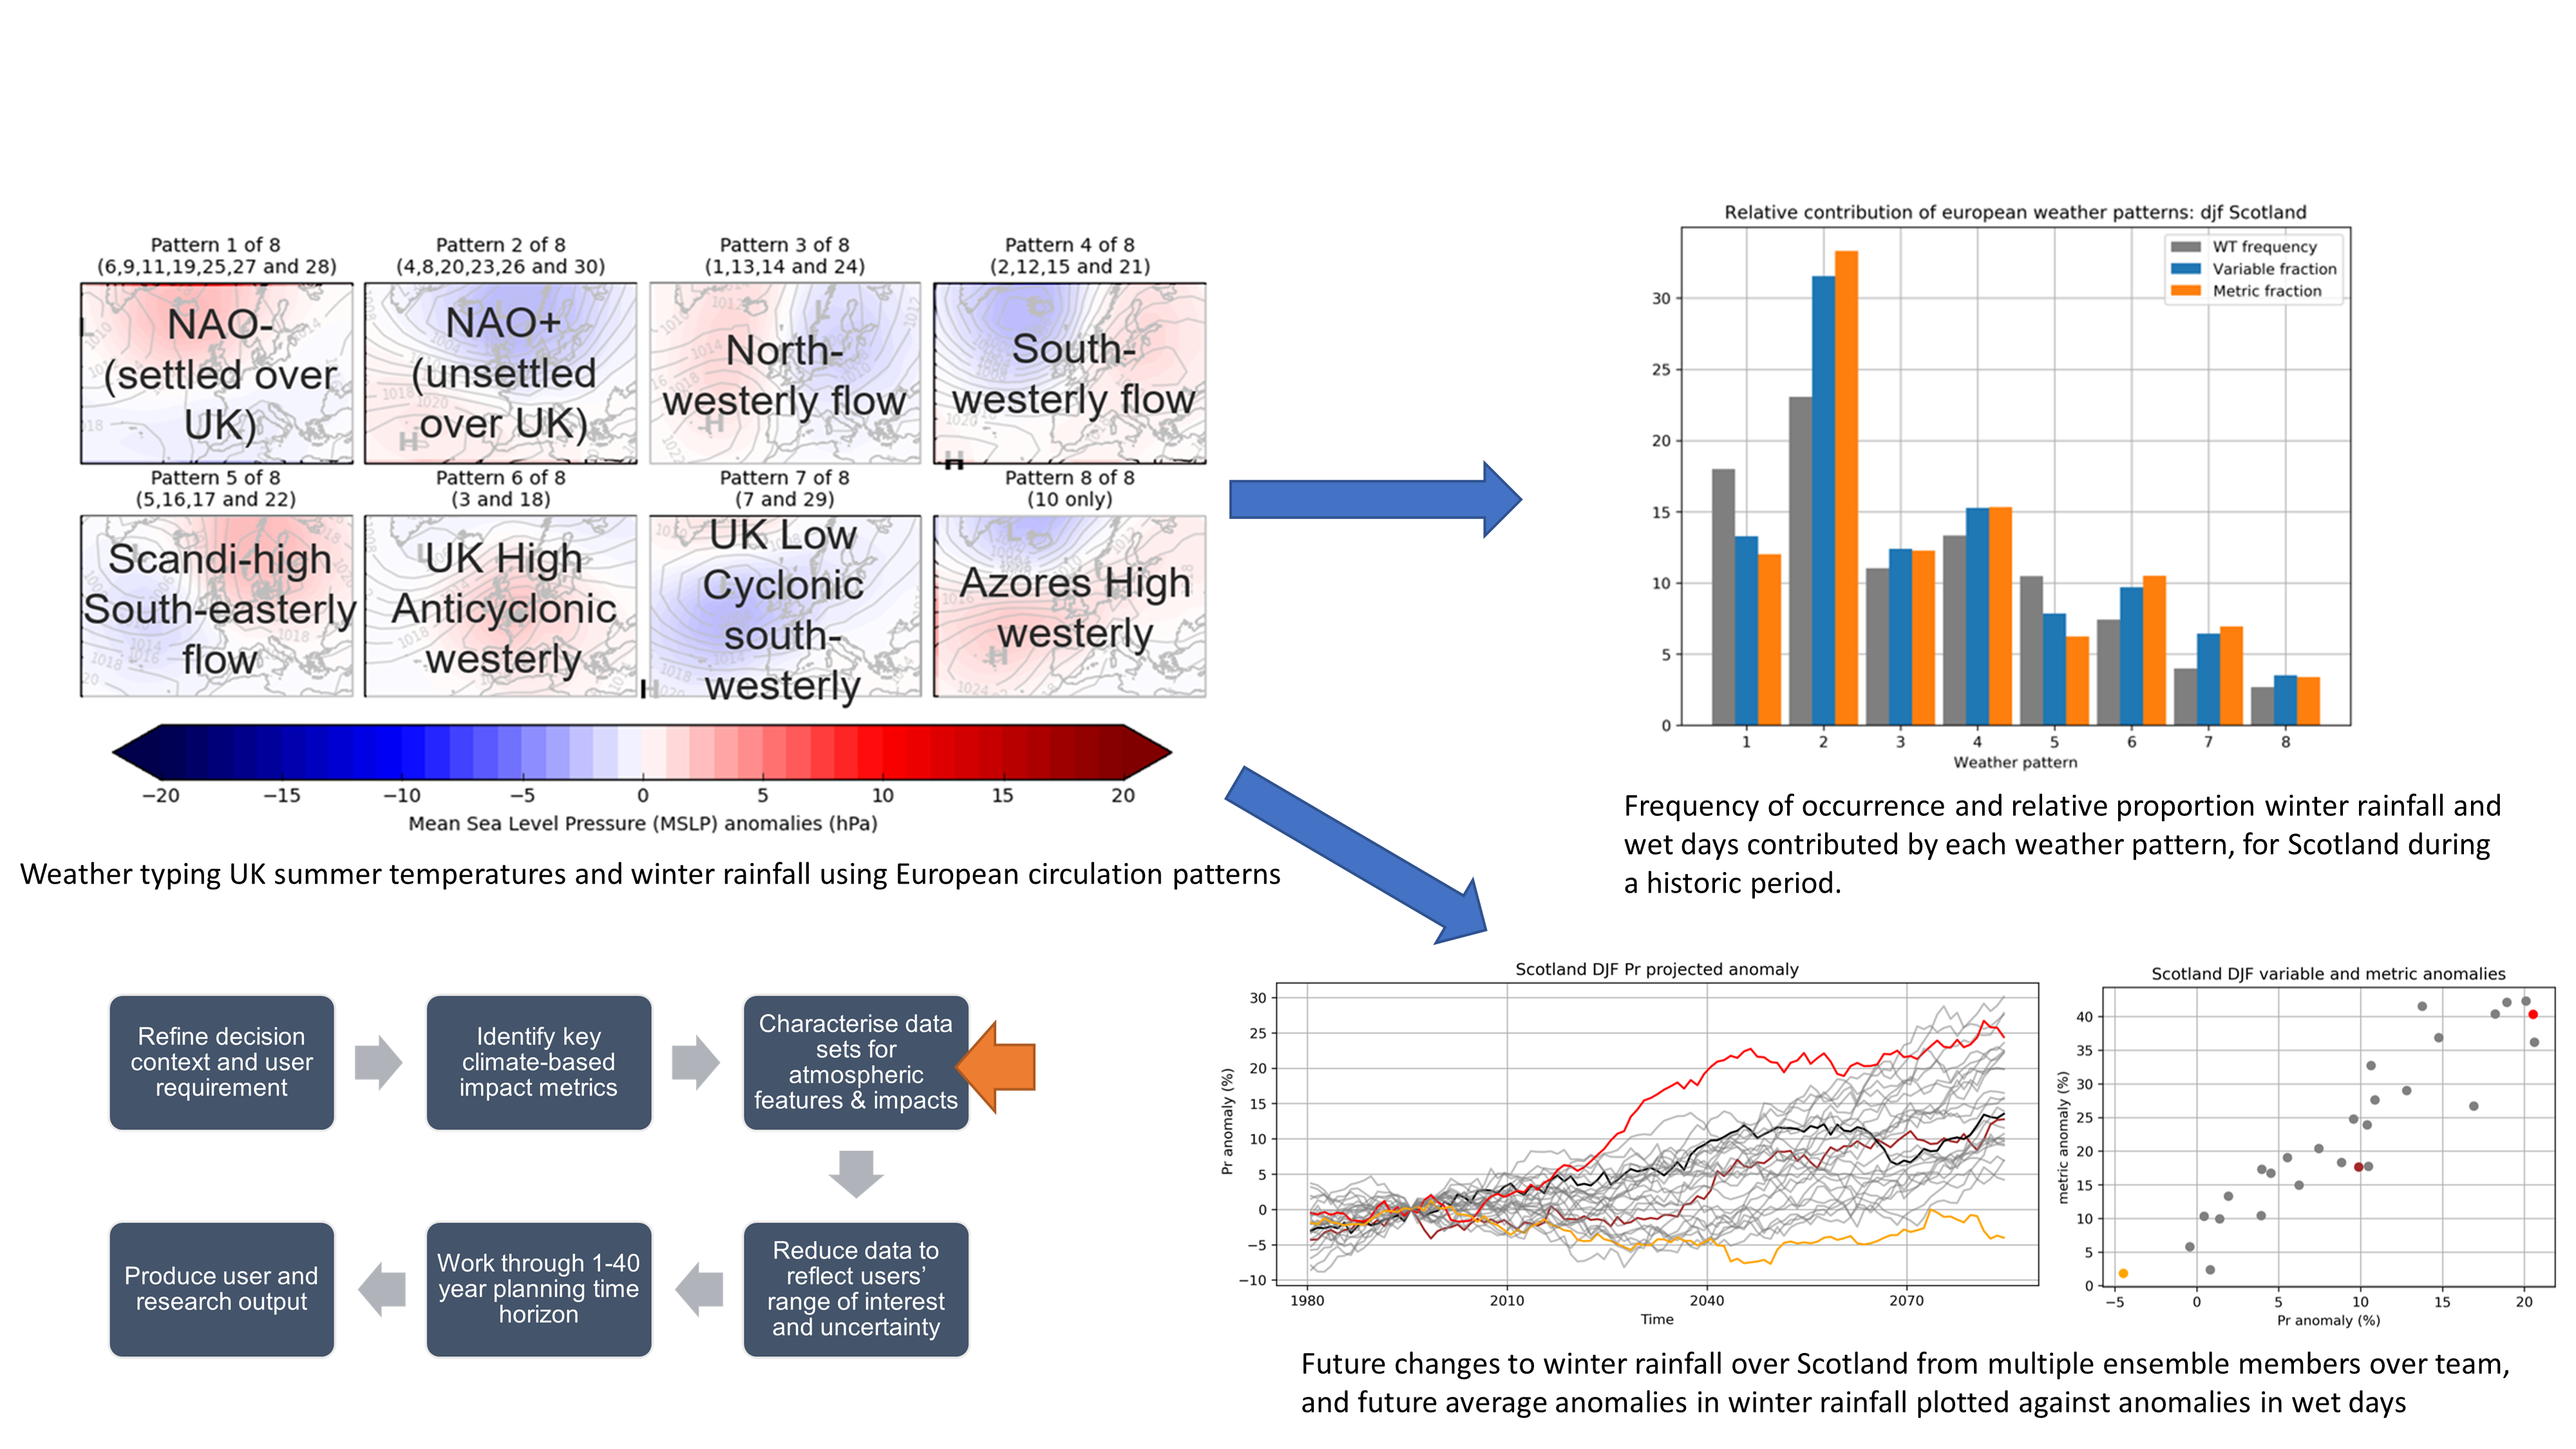 Pattern 1 of 8
(6,9,11,19,25,27 and 28)
Pattern 2 of 8
(4,8,20,23,26 and 30)
Pattern 3 of 8
(1,13,14 and 24)
Pattern 4 of 8
(2,12,15 and 21)
NAO-
(settled over
UK)
NAO+
(unsettled
over UK)
North-
westerly flow
South-
westerly flow
Pattern 5 of 8
(5,16,17 and 22)
Pattern 6 of 8
(3 and 18)
Pattern 7 of 8
(7 and 29)
Pattern 8 of 8
(10 only)
Scandi-high
South-easterly
flow
UK High
Anticyclonic
westerly
UK Low
Cyclonic
south-
westerly
Azores High
westerly
−20 −15 −10 −5 0 5 10 15 20
Mean Sea Level Pressure (MSLP) anomalies (hPa)
Weather typing UK summer temperatures and winter rainfall using European circulation patterns
Relative contribution of european weather patterns: djf Scotland
WT frequency
Variable fraction
Metric fraction
30
25
20
15
10
5
0
1 2 3 4 5 6 7 8
Weather pattern
Frequency of occurrence and relative proportion winter rainfall and
wet days contributed by each weather pattern, for Scotland during
a historic period.
Refine decision
context and user
requirement
Identify key
climate-based
impact metrics
Characterise data
sets for
atmospheric
features & impacts
Reduce data to
reflect users’
range of interest
and uncertainty
Work through 1-40
year planning time
horizon
Produce user and
research output
Scotland DJF Pr projected anomaly
Pr anomaly (%)
30
25
20
15
10
5
0
−5
−10
1980 2010 2040 2070
Time
Scotland DJF variable and metric anomalies
metric anomaly (%)
40
35
30
25
20
15
10
5
0
−5 0 5 10 15 20
Pr anomaly (%)
Future changes to winter rainfall over Scotland from multiple ensemble members over team,
and future average anomalies in winter rainfall plotted against anomalies in wet days